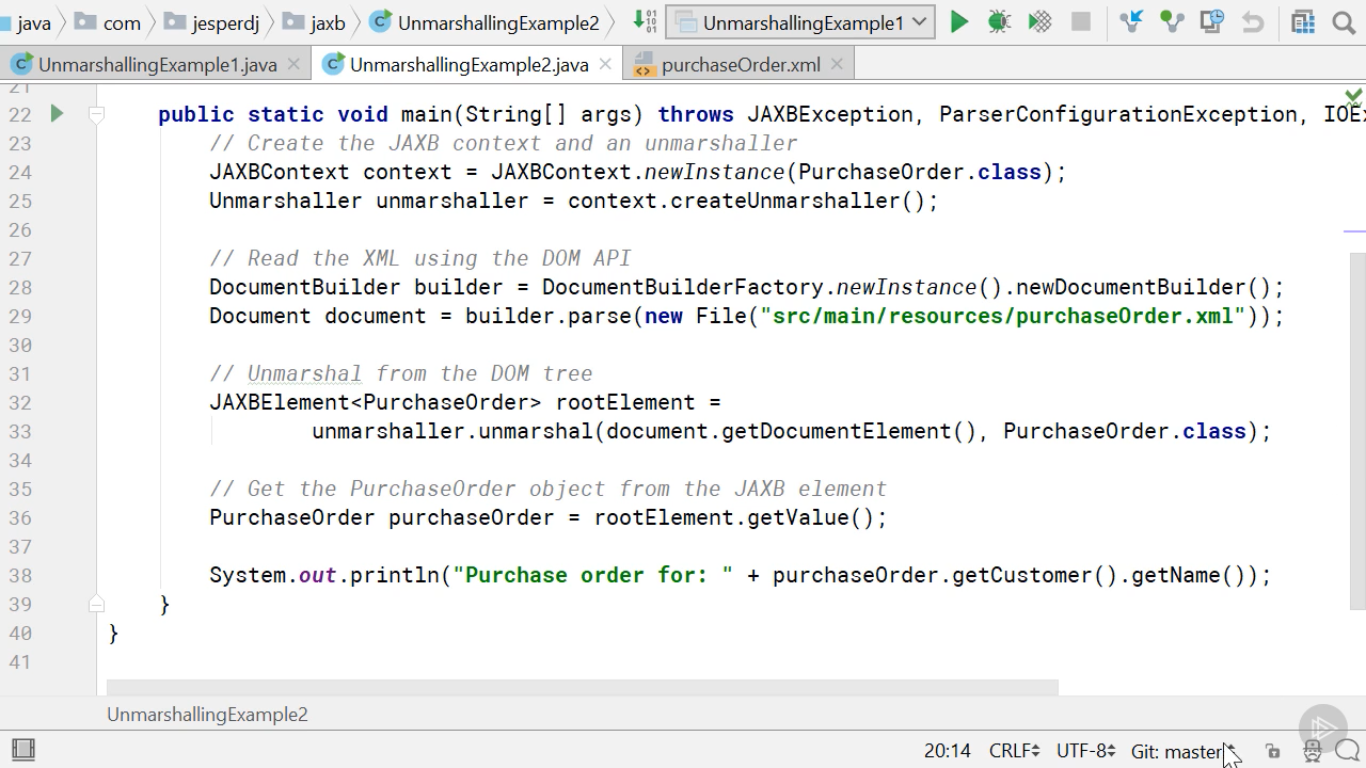 java com jesperdj jaxb UnmarshallingExample2 UnmarshallingExample1
UnmarshallingExample1.java UnmarshallingExample2.java purchaseOrder.xml
21
22 public static void main(String[] args) throws JAXBException, ParserConfigurationException, IOEx
23 // Create the JAXB context and an unmarshaller
24 JAXBContext context = JAXBContext.newInstance(PurchaseOrder.class);
25 Unmarshaller unmarshaller = context.createUnmarshaller();
26
27 // Read the XML using the DOM API
28 DocumentBuilder builder = DocumentBuilderFactory.newInstance().newDocumentBuilder();
29 Document document = builder.parse(new File("src/main/resources/purchaseOrder.xml"));
30
31 // Unmarshal from the DOM tree
32 JAXBElement<PurchaseOrder> rootElement =
33 unmarshaller.unmarshal(document.getDocumentElement(), PurchaseOrder.class);
34
35 // Get the PurchaseOrder object from the JAXB element
36 PurchaseOrder purchaseOrder = rootElement.getValue();
37
38 System.out.println("Purchase order for: " + purchaseOrder.getCustomer().getName());
39 }
40 }
41
UnmarshallingExample2
20:14 CRLF UTF-8 Git: master